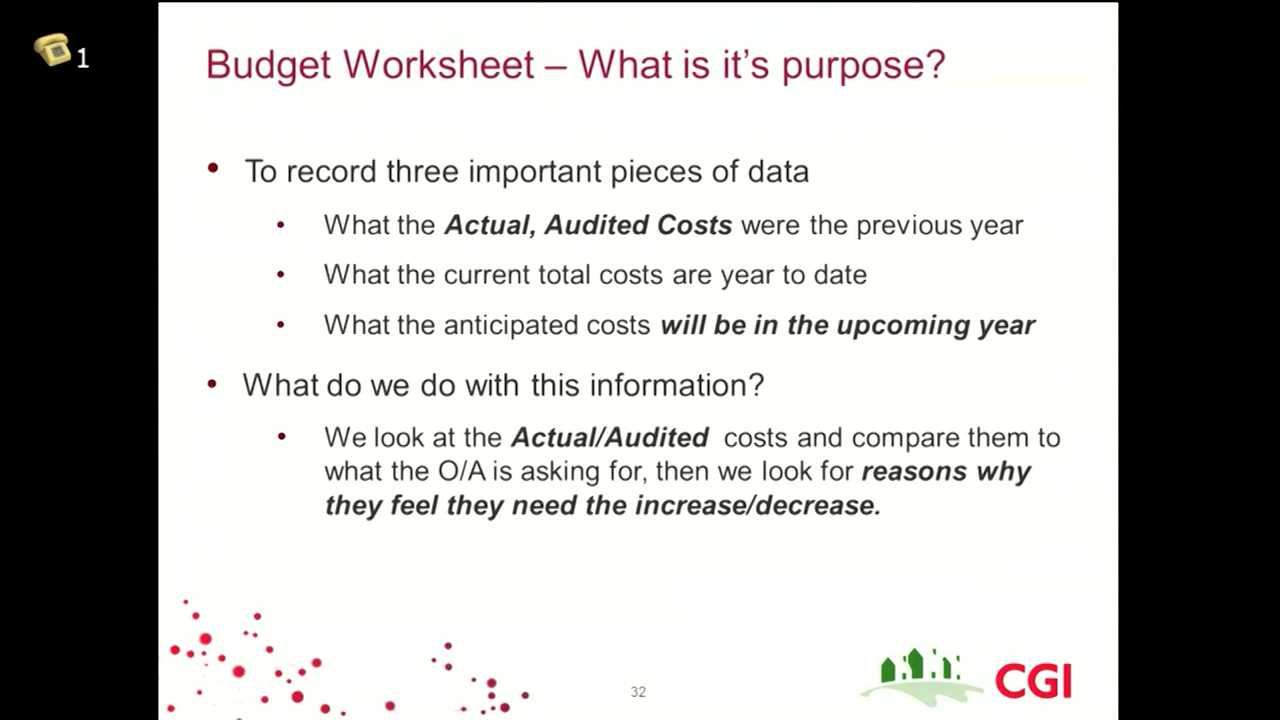 1
Budget Worksheet – What is it’s purpose?
• To record three important pieces of data
• What the Actual, Audited Costs were the previous year
• What the current total costs are year to date
• What the anticipated costs will be in the upcoming year
• What do we do with this information?
• We look at the Actual/Audited costs and compare them to
what the O/A is asking for, then we look for reasons why
they feel they need the increase/decrease.
32
CGI